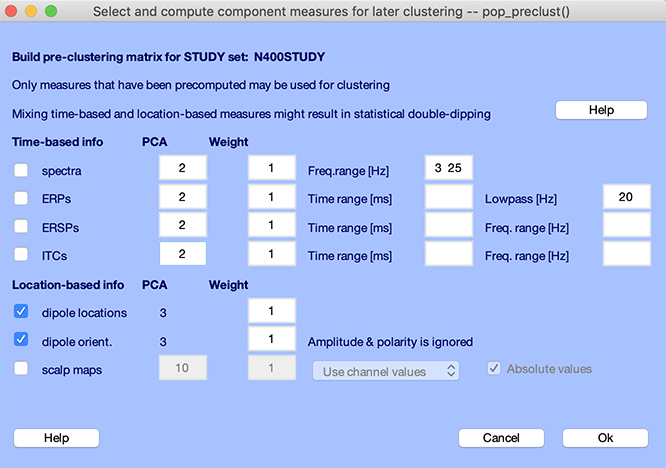 Select and compute component measures for later clustering -- pop_preclust()
Build pre-clustering matrix for STUDY set: N400STUDY
Only measures that have been precomputed may be used for clustering
Mixing time-based and location-based measures might result in statistical double-dipping
Help
Time-based info PCA Weight
spectra 2 1 Freq.range [Hz] 3 25
ERPs 2 1 Time range [ms] Lowpass [Hz] 20
ERSPs 2 1 Time range [ms] Freq. range [Hz]
ITCs 2 1 Time range [ms] Freq. range [Hz]
Location-based info PCA Weight
dipole locations 3 1
dipole orient. 3 1 Amplitude & polarity is ignored
scalp maps 10 1 Use channel values Absolute values
Help Cancel Ok